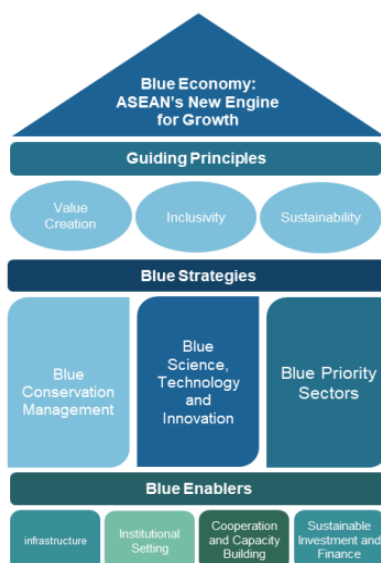 Blue Economy:
ASEAN's New Engine
for Growth
Guiding Principles
Value
Creation
Inclusivity
Sustainability
Blue Strategies
Blue
Conservation
Management
Blue
Science,
Technology
and
Innovation
Blue Priority
Sectors
Blue Enablers
infrastructure
Institutional
Setting
Cooperation
and Capacity
Building
Sustainable
Investment and
Finance